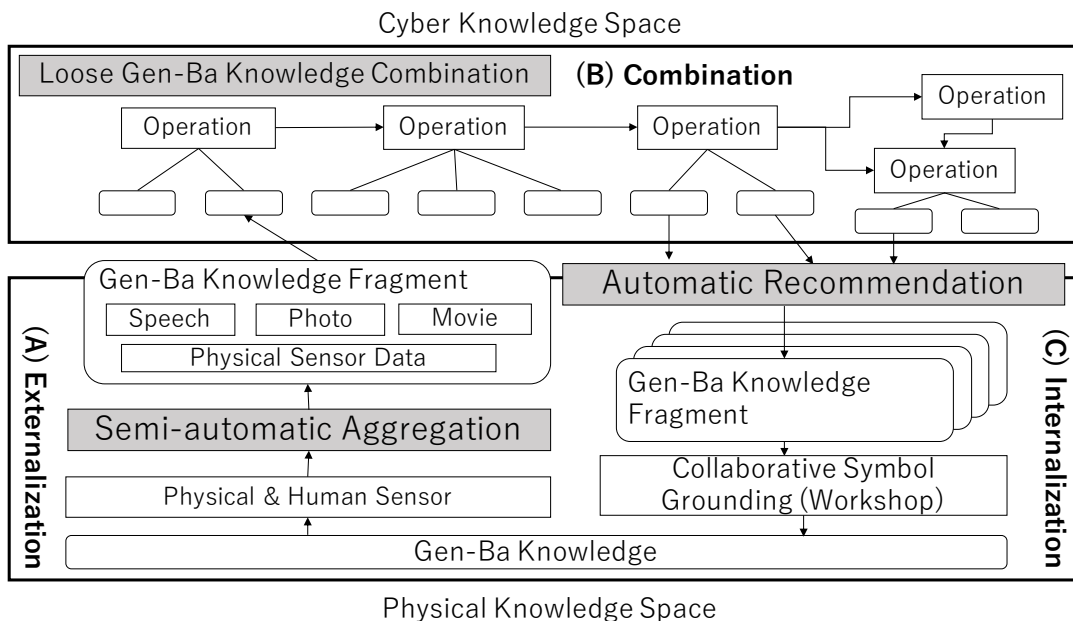 Cyber Knowledge Space
Loose Gen-Ba Knowledge Combination
(B) Combination
Operation
Operation
Operation
Operation
Operation
Gen-Ba Knowledge Fragment
Speech
Photo
Movie
Physical Sensor Data
Semi-automatic Aggregation
Physical & Human Sensor
(A) Externalization
Automatic Recommendation
Gen-Ba Knowledge
Fragment
Collaborative Symbol
Grounding (Workshop)
(C) Internalization
Gen-Ba Knowledge
Physical Knowledge Space